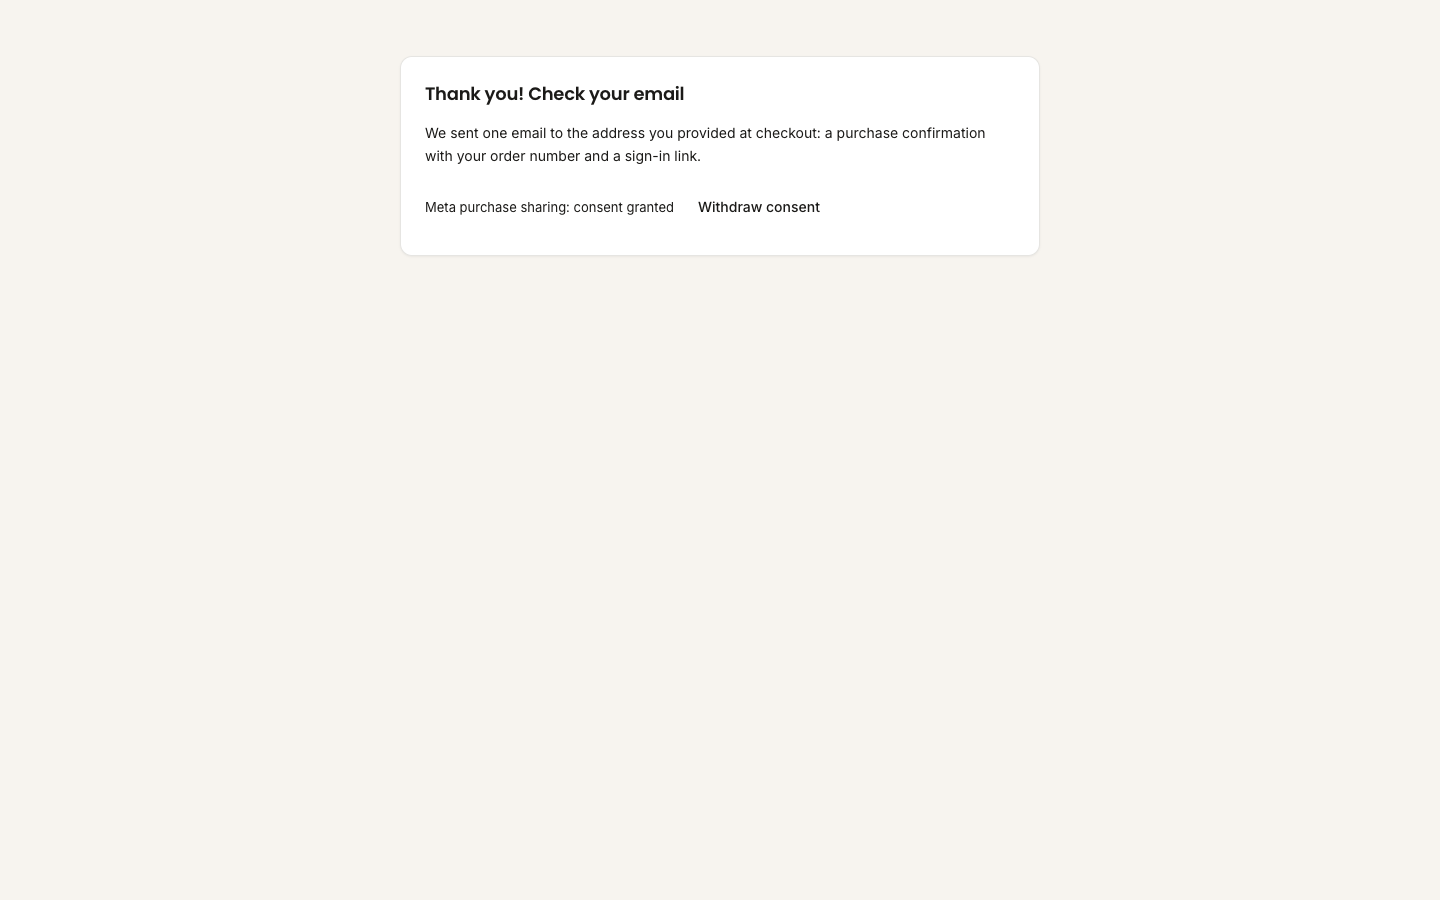 Thank you! Check your email
We sent one email to the address you provided at checkout: a purchase confirmation
with your order number and a sign-in link.
Meta purchase sharing: consent granted Withdraw consent